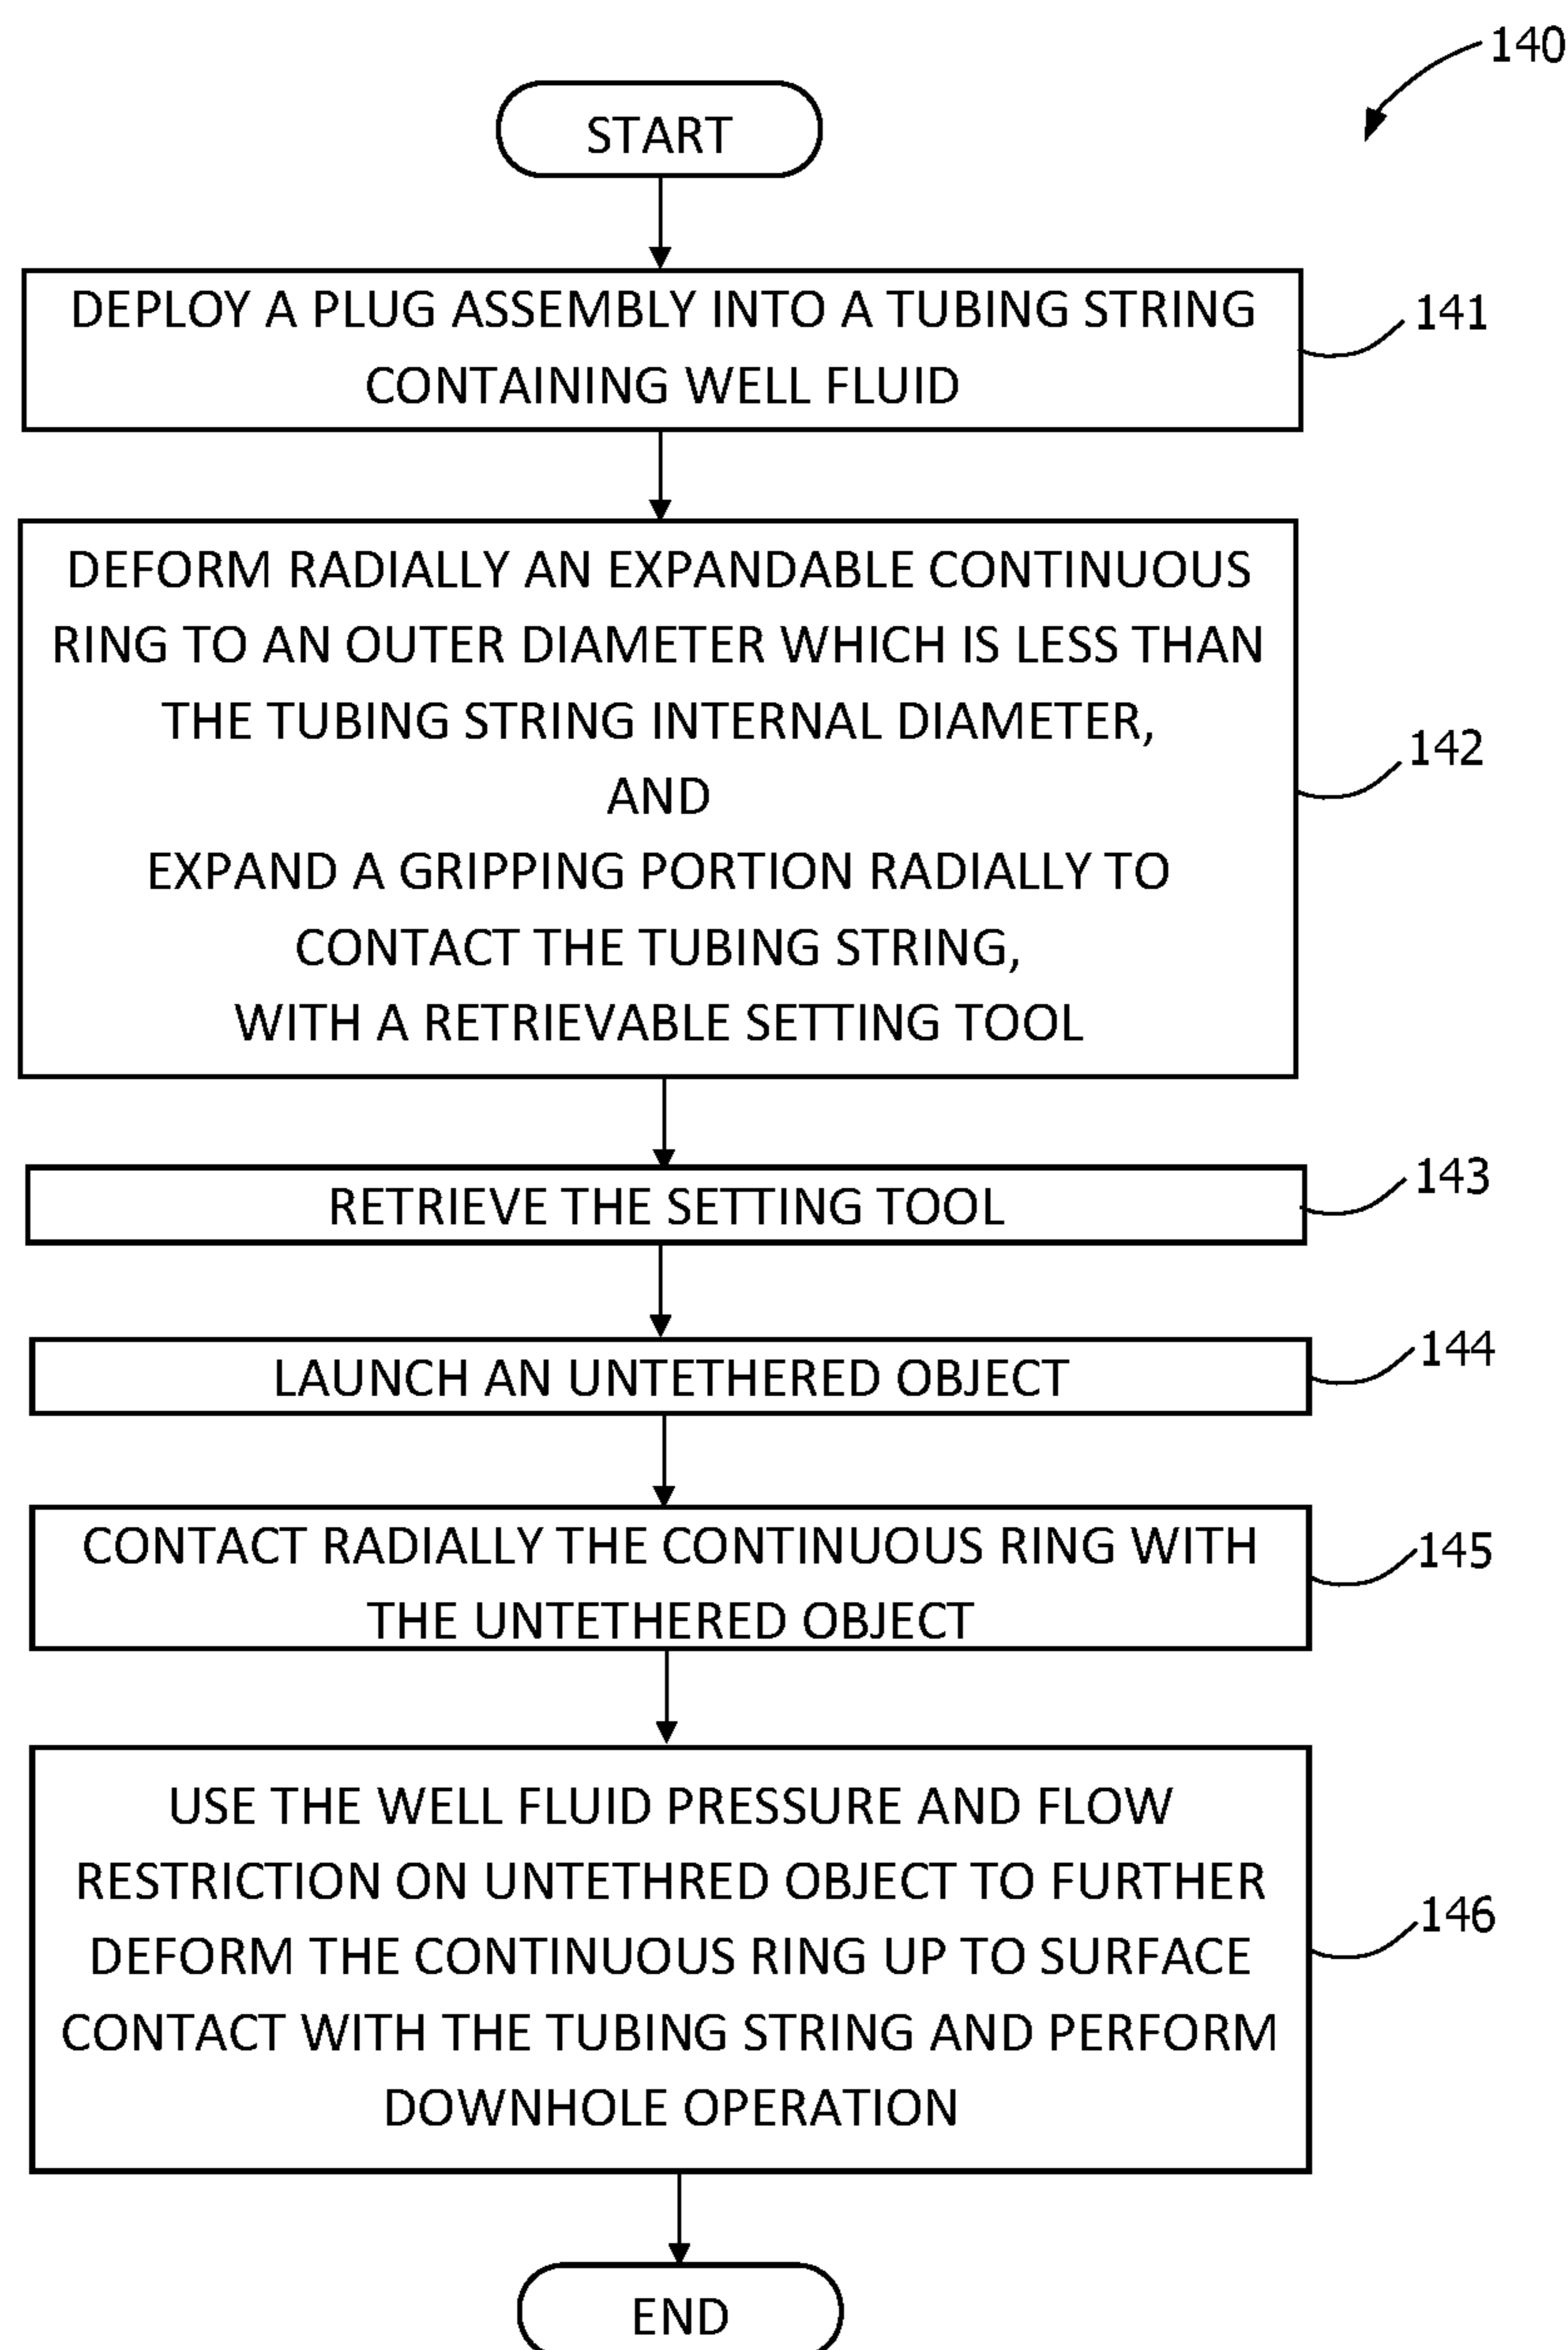 140
START
DEPLOY A PLUG ASSEMBLY INTO A TUBING STRING
CONTAINING WELL FLUID
141
DEFORM RADIALLY AN EXPANDABLE CONTINUOUS
RING TO AN OUTER DIAMETER WHICH IS LESS THAN
THE TUBING STRING INTERNAL DIAMETER,
AND
EXPAND A GRIPPING PORTION RADIALLY TO
CONTACT THE TUBING STRING,
WITH A RETRIEVABLE SETTING TOOL
142
RETRIEVE THE SETTING TOOL
143
LAUNCH AN UNTETHERED OBJECT
144
CONTACT RADIALLY THE CONTINUOUS RING WITH
THE UNTETHERED OBJECT
145
USE THE WELL FLUID PRESSURE AND FLOW
RESTRICTION ON UNTETHRED OBJECT TO FURTHER
DEFORM THE CONTINUOUS RING UP TO SURFACE
CONTACT WITH THE TUBING STRING AND PERFORM
DOWNHOLE OPERATION
146
END